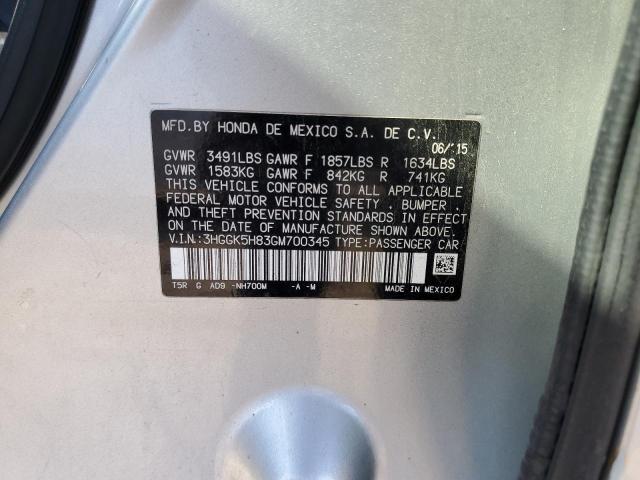 MFD.BY HONDA DE MEXICO S.A. DE C.V.
06/15
GVWR 3491LBS GAWR F 1857LBS R 1634LBS
GVWR 1583KG GAWR F 842KG R 741KG
THIS VEHICLE CONFORMS TO ALL APPLICABLE
FEDERAL MOTOR VEHICLE SAFETY , BUMPER ,
AND THEFT PREVENTION STANDARDS IN EFFECT
ON THE DATE OF MANUFACTURE SHOWN ABOVE.
V.I.N.:3HGGK5H83GM700345 TYPE:PASSENGER CAR
T5R G AD9 -NH700M -A -M MADE IN MEXICO